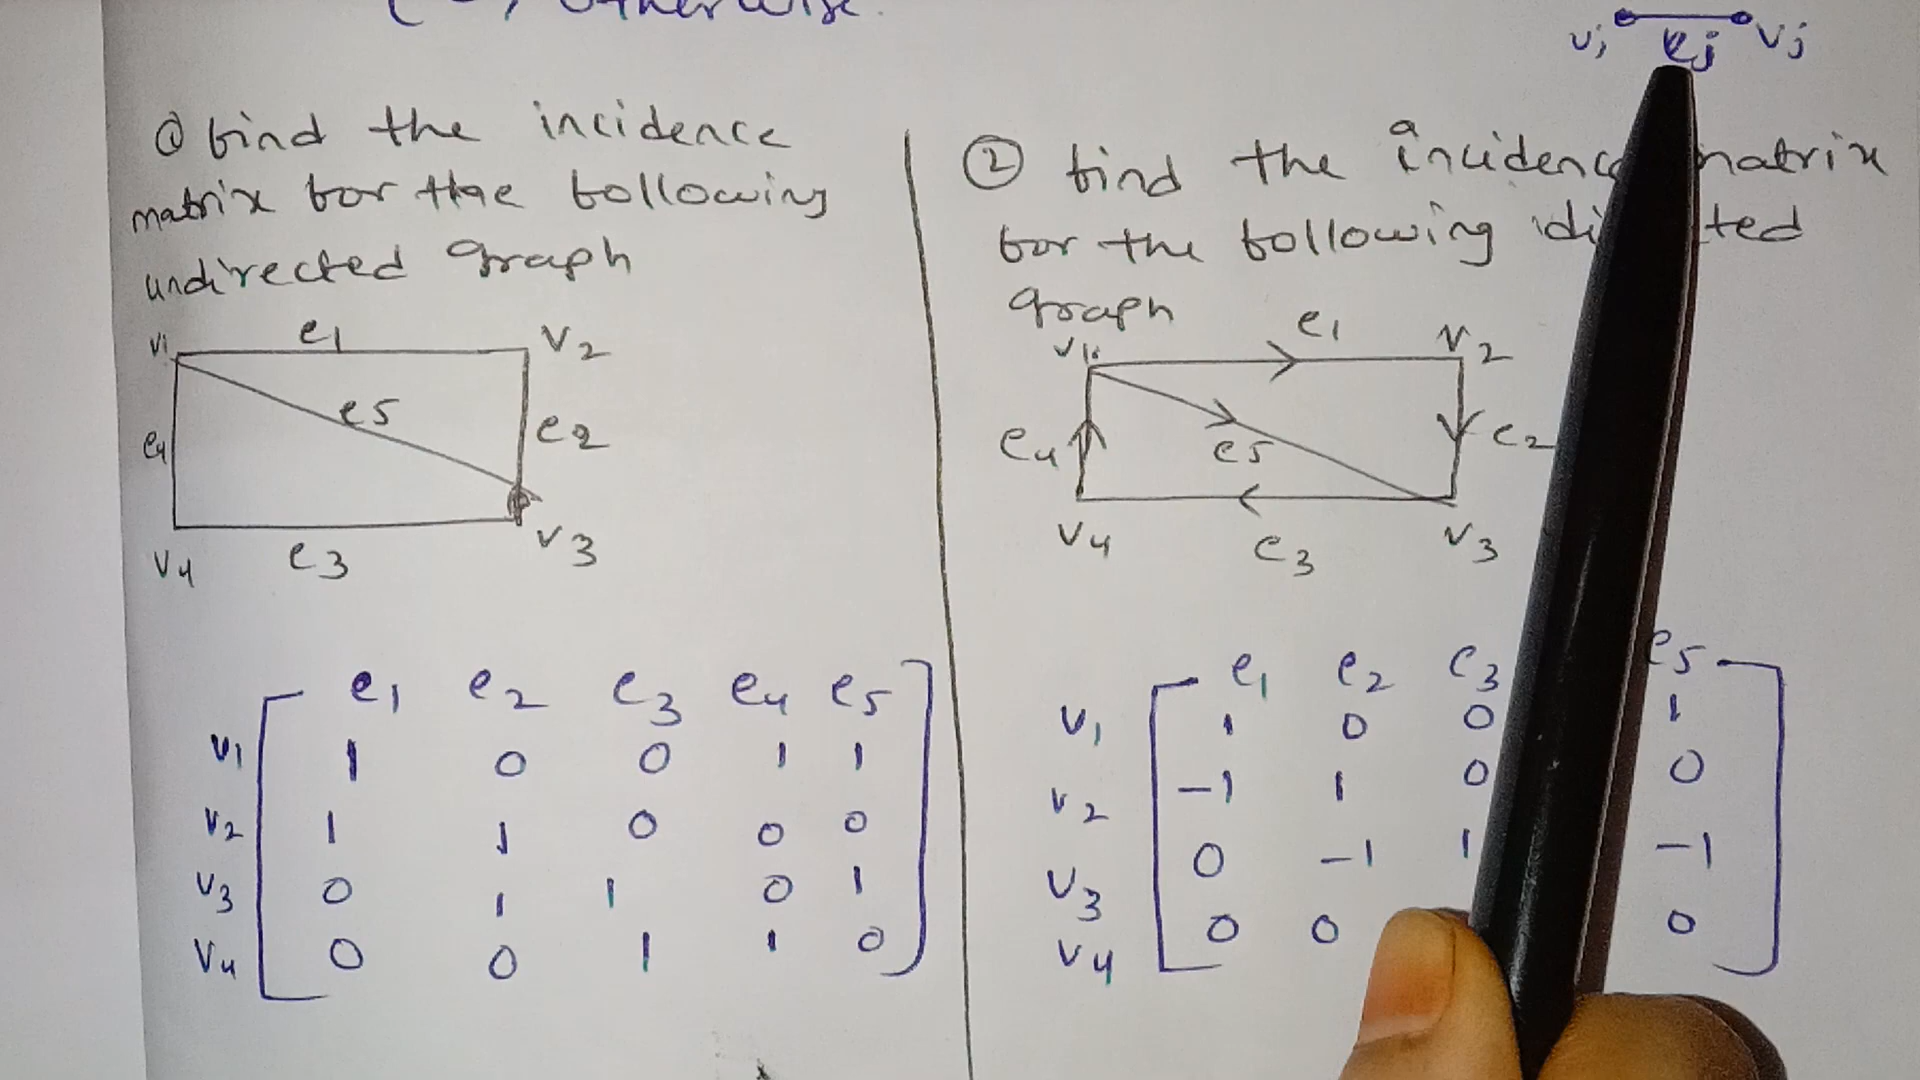 otherwise.
vi ej vj
① find the incidence
matrix for the following
undirected graph
v1 e1 v2
e5
e4 e2
v4 e3 v3
e1 e2 e3 e4 e5
v1 1 0 0 1 1
v2 1 1 0 0 0
v3 0 1 1 0 1
v4 0 0 1 1 0
② find the
for the following
graph
v1 e1 v2
e4 e5 e2
v4 e3 v3
e1 e2 e3 e5
v1 1 0 0 1
v2 -1 1 0 0
v3 0 -1 1 -1
v4 0 0 0